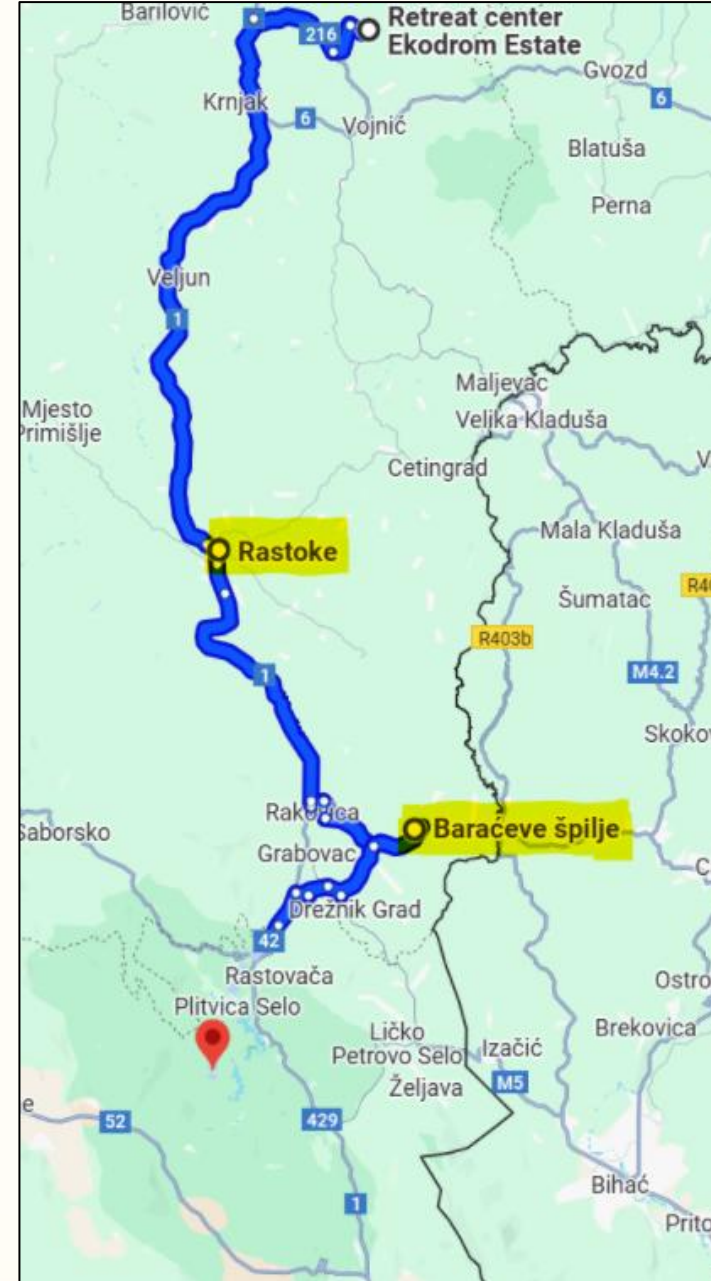 Barilović
Retreat center
Ekodrom Estate
216
Gvozd
6
Krnjak
6
Vojnić
Blatuša
Perna
Veljun
1
Maljevac
Velika Kladuša
Mjesto
Primišlje
Cetingrad
Mala Kladuša
Rastoke
Šumatac
R403b
M4.2
1
Skokov
Rakovica
Baraćeve špilje
Saborsko
Grabovac
Drežnik Grad
42
Rastovača
Plitvica Selo
Ostro
Ličko
Petrovo Selo
Izačić
Brekovica
Željava
M5
52
429
Bihać
1